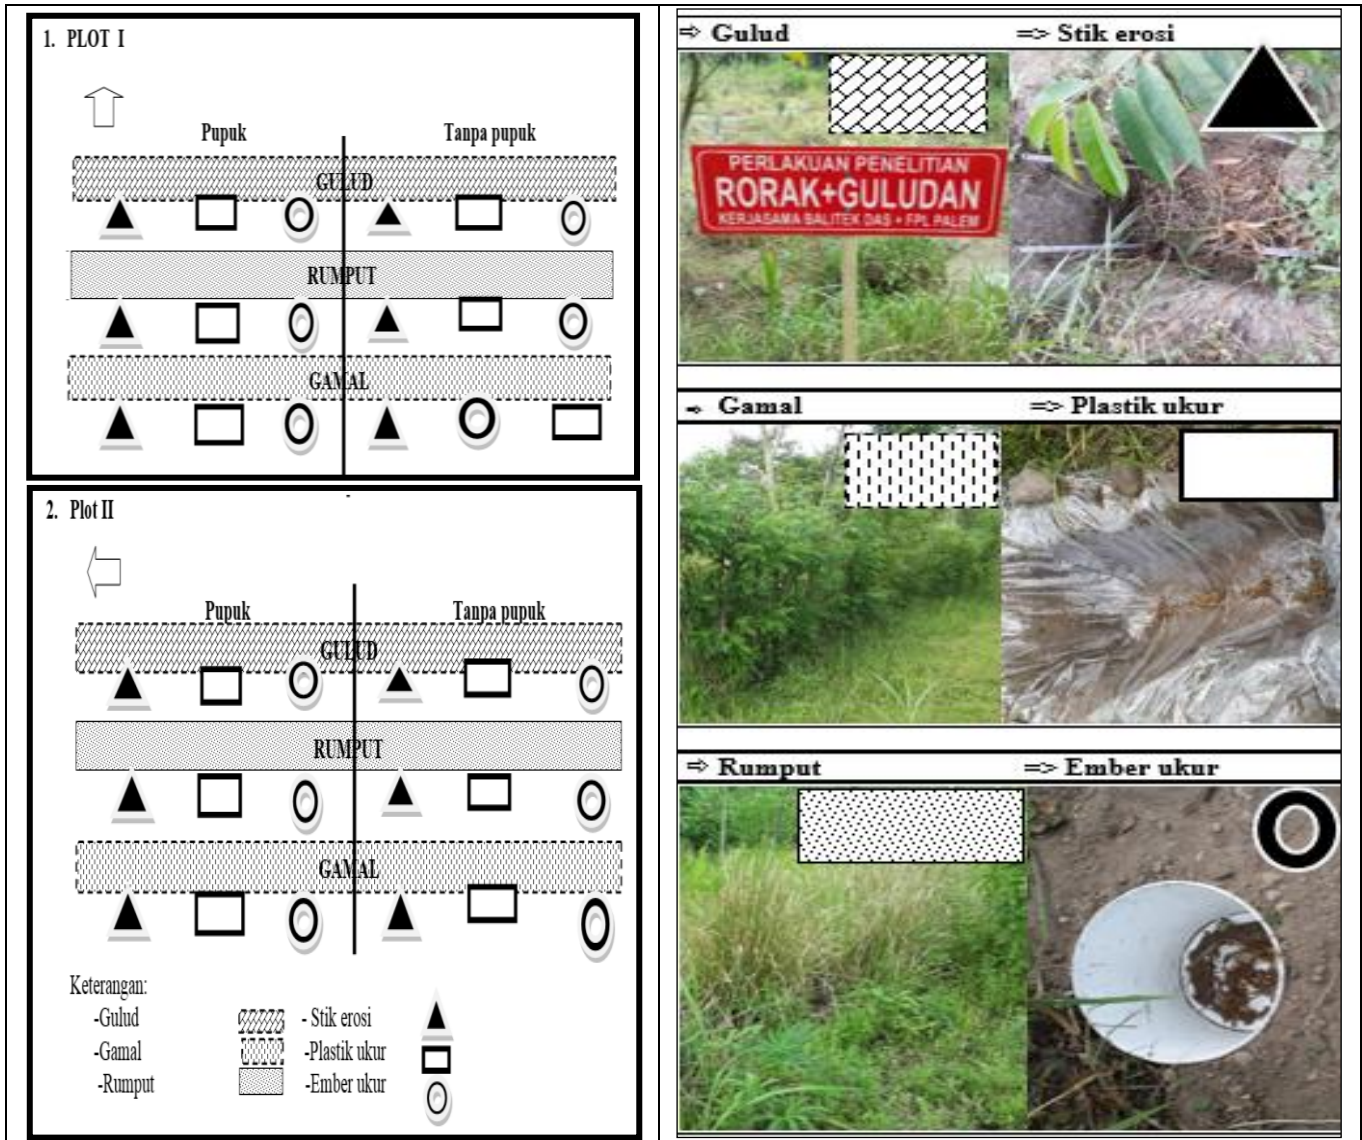 1. PLOT I
Pupuk
Tanpa pupuk
GULUD
RUMPUT
GAMAL
2. Plot II
Pupuk
Tanpa pupuk
GULUD
RUMPUT
GAMAL
Keterangan:
-Gulud
- Stik erosi
-Gamal
-Plastik ukur
-Rumput
-Ember ukur
⇨ Gulud
=> Stik erosi
PERLAKUAN PENELITIAN
RORAK+GULUDAN
KERJASAMA BALITEK DAS + FPL PALEM
→ Gamal
=> Plastik ukur
⇨ Rumput
=> Ember ukur